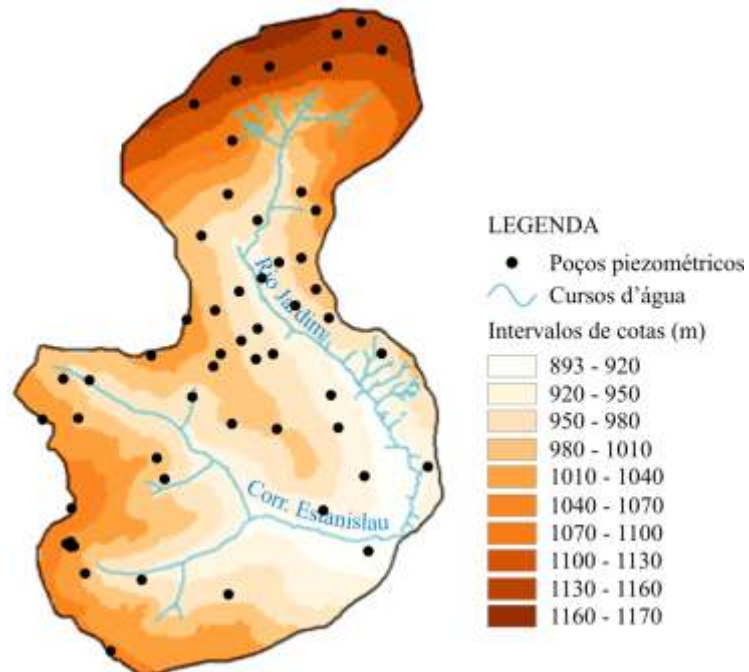 Rio Jardim
Corr. Estanislau
LEGENDA
Poços piezométricos
Cursos d'água
Intervalos de cotas (m)
893 - 920
920 - 950
950 - 980
980 - 1010
1010 - 1040
1040 - 1070
1070 - 1100
1100 - 1130
1130 - 1160
1160 - 1170